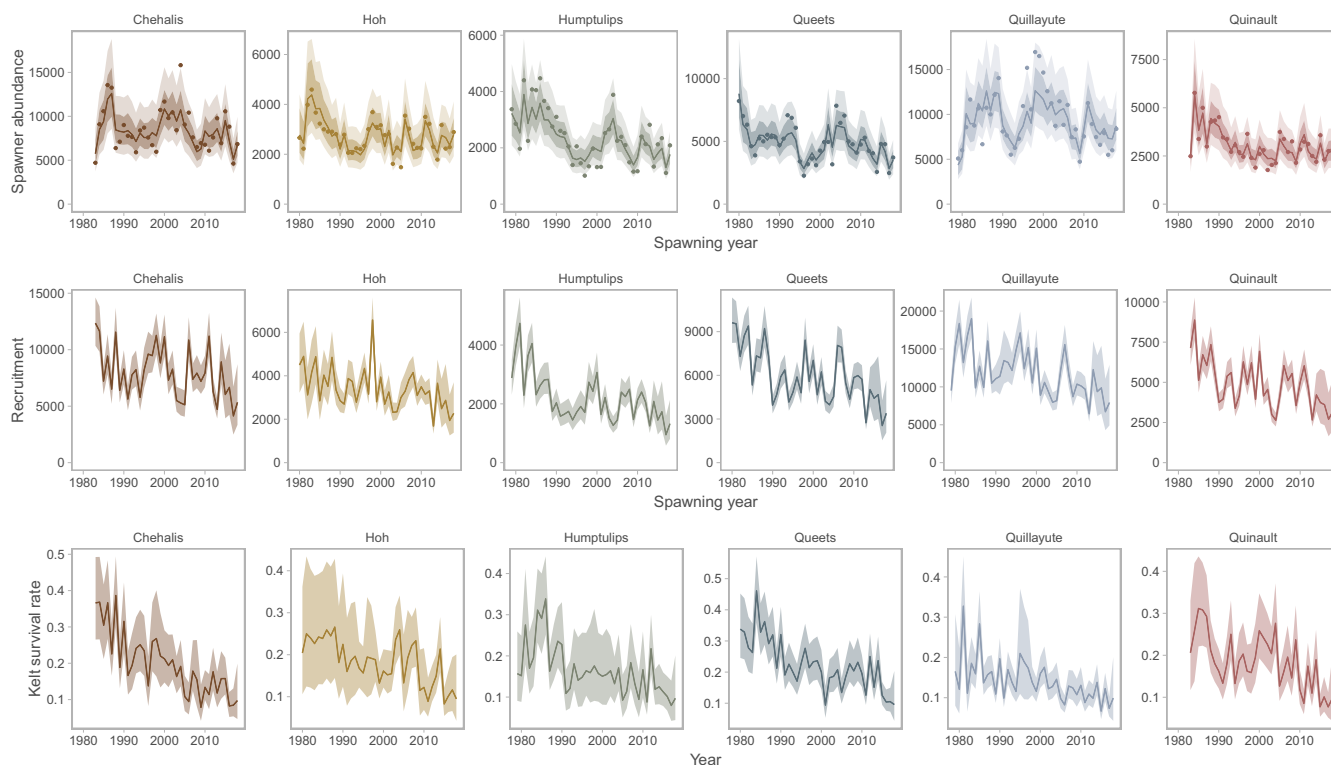 Chehalis Hoh Humptulips Queets Quillayute Quinault
Spawner abundance
15000 10000 5000 0
6000 4000 2000 0
6000 4000 2000 0
10000 5000 0
15000 10000 5000 0
7500 5000 2500 0
1980 1990 2000 2010 1980 1990 2000 2010 1980 1990 2000 2010 1980 1990 2000 2010 1980 1990 2000 2010 1980 1990 2000 2010
Spawning year
Chehalis Hoh Humptulips Queets Quillayute Quinault
Recruitment
15000 10000 5000 0
6000 4000 2000 0
4000 2000 0
9000 6000 3000 0
20000 15000 10000 5000 0
10000 7500 5000 2500 0
1980 1990 2000 2010 1980 1990 2000 2010 1980 1990 2000 2010 1980 1990 2000 2010 1980 1990 2000 2010 1980 1990 2000 2010
Spawning year
Chehalis Hoh Humptulips Queets Quillayute Quinault
Kelt survival rate
0.5 0.4 0.3 0.2 0.1
0.4 0.3 0.2 0.1
0.4 0.3 0.2 0.1
0.5 0.4 0.3 0.2 0.1
0.4 0.3 0.2 0.1
0.4 0.3 0.2 0.1
1980 1990 2000 2010 1980 1990 2000 2010 1980 1990 2000 2010 1980 1990 2000 2010 1980 1990 2000 2010 1980 1990 2000 2010
Year